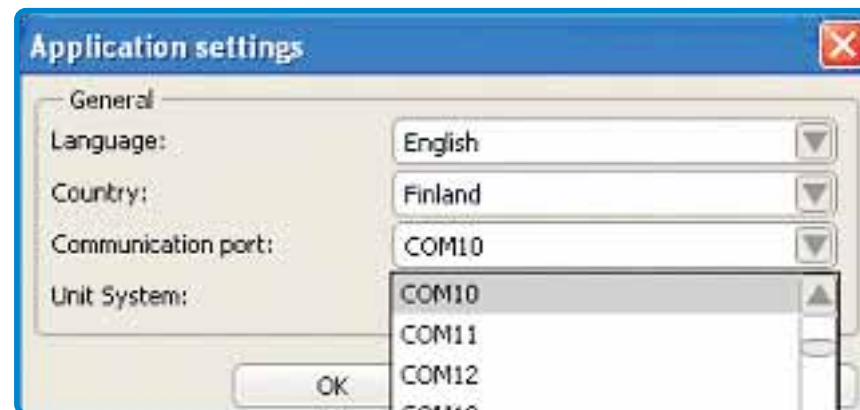 Application settings
General
Language: English
Country: Finland
Communication port: COM10
Unit System: COM10
COM11
COM12
OK